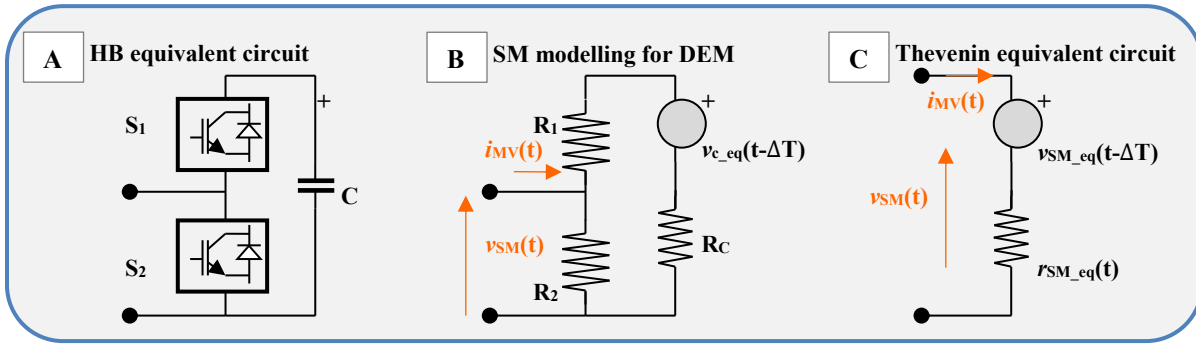 A HB equivalent circuit
S1
S2
+
C
B SM modelling for DEM
R1
iMV(t)
vSM(t)
R2
+
vc_eq(t-ΔT)
RC
C Thevenin equivalent circuit
iMV(t)
+
vSM_eq(t-ΔT)
vSM(t)
rSM_eq(t)